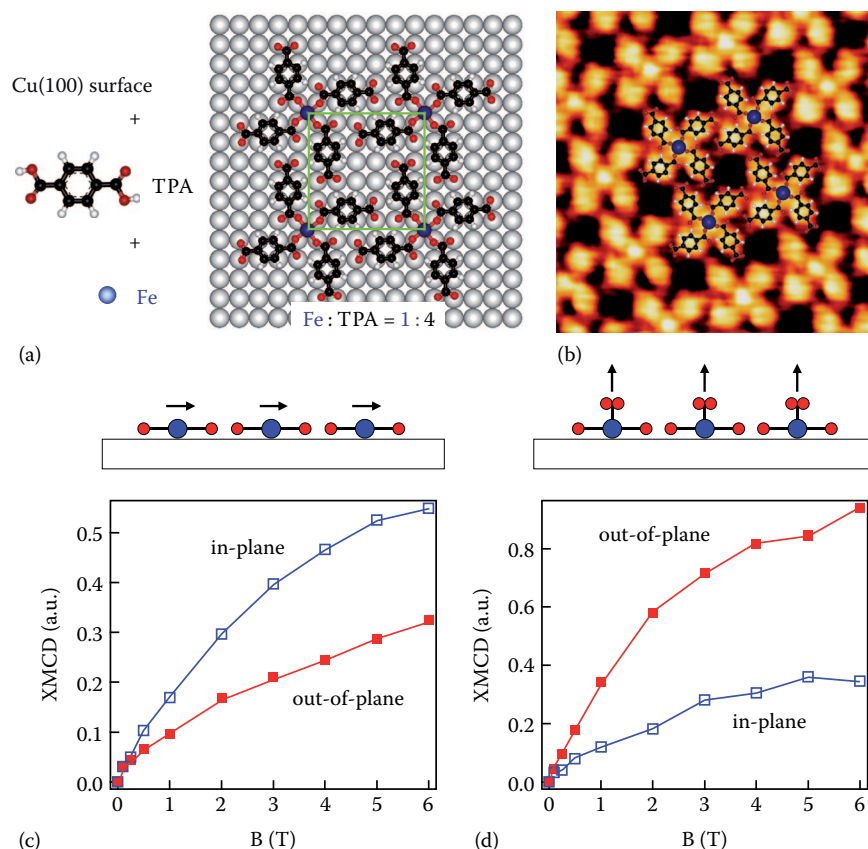 Cu(100) surface
+
TPA
+
Fe
Fe : TPA = 1 : 4
(a)
(b)
in-plane
out-of-plane
XMCD (a.u.)
0.5
0.4
0.3
0.2
0.1
0.0
0 1 2 3 4 5 6
B (T)
(c)
out-of-plane
in-plane
XMCD (a.u.)
0.8
0.6
0.4
0.2
0.0
0 1 2 3 4 5 6
B (T)
(d)